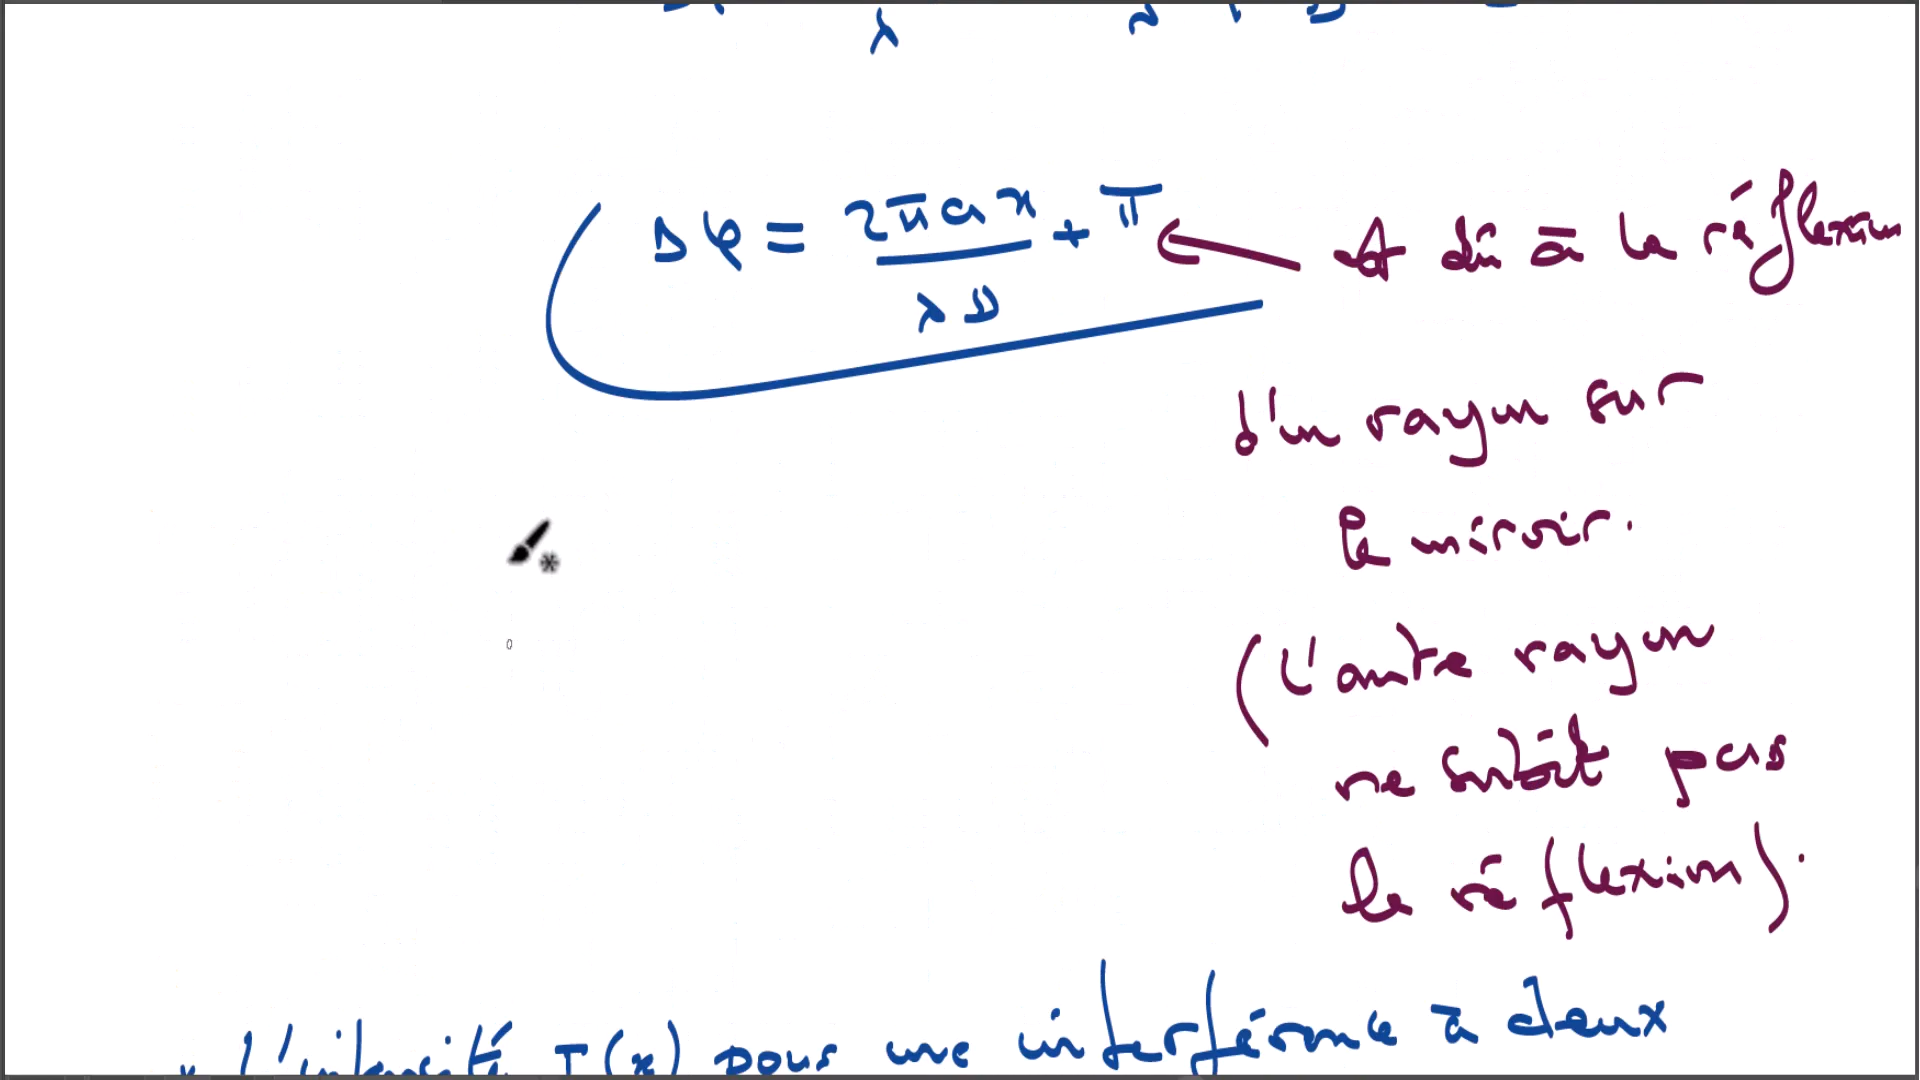 Δφ = 2πax / λD + π ← dû à la réflexion
d'un rayon sur
le miroir.
(l'autre rayon
ne subit pas
la réflexion).
* L'intensité I(x) pour une interférence à deux